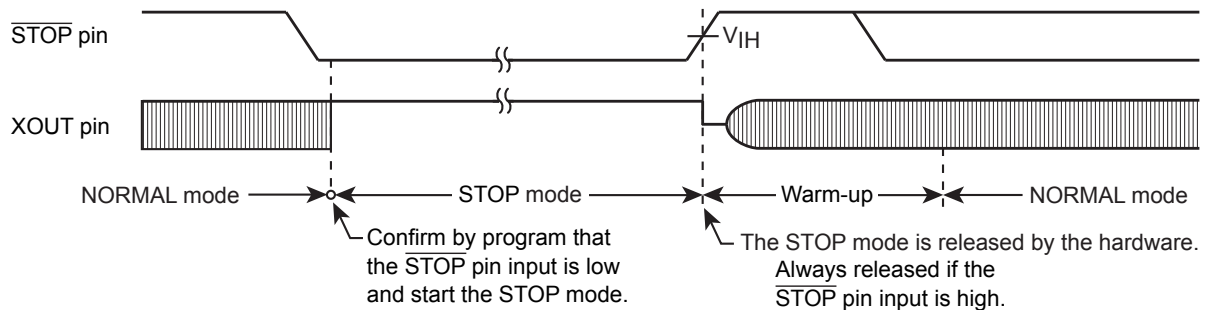 STOP pin
VIH
XOUT pin
NORMAL mode
STOP mode
Warm-up
NORMAL mode
Confirm by program that
the STOP pin input is low
and start the STOP mode.
The STOP mode is released by the hardware.
Always released if the
STOP pin input is high.